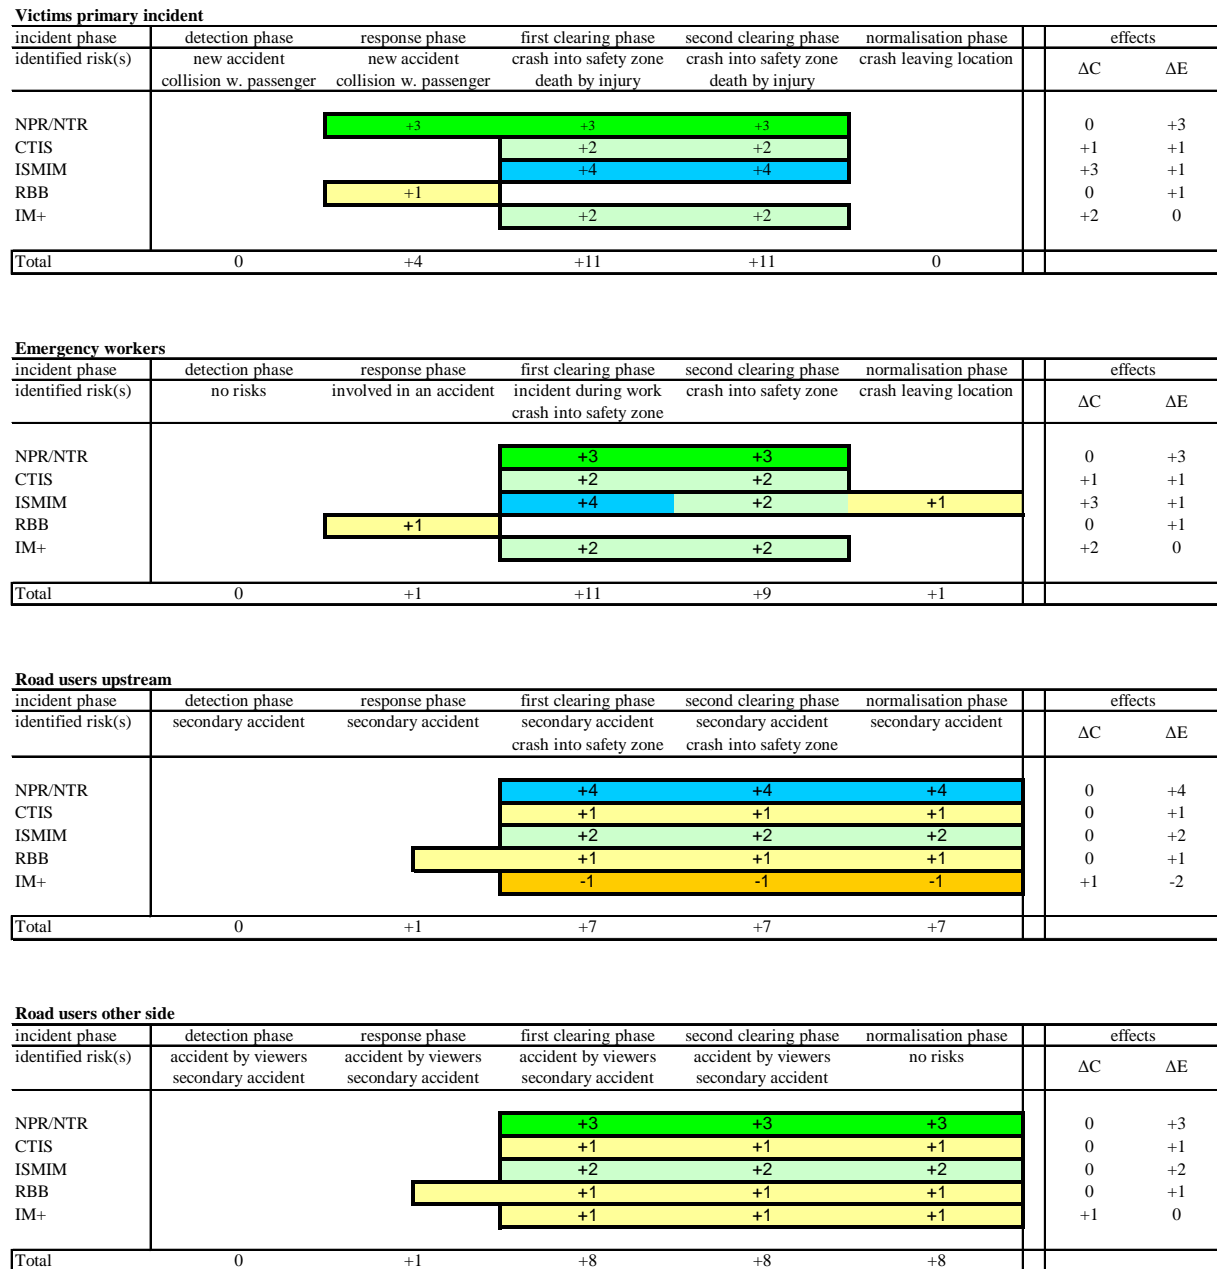 Victims primary incident
incident phase detection phase response phase first clearing phase second clearing phase normalisation phase effects
identified risk(s) new accident new accident crash into safety zone crash into safety zone crash leaving location ΔC ΔE
collision w. passenger collision w. passenger death by injury death by injury
NPR/NTR +3 +3 +3 0 +3
CTIS +2 +2 +1 +1
ISMIM +4 +4 +3 +1
RBB +1 0 +1
IM+ +2 +2 +2 0
Total 0 +4 +11 +11 0
Emergency workers
incident phase detection phase response phase first clearing phase second clearing phase normalisation phase effects
identified risk(s) no risks involved in an accident incident during work crash into safety zone crash leaving location ΔC ΔE
crash into safety zone
NPR/NTR +3 +3 0 +3
CTIS +2 +2 +1 +1
ISMIM +4 +2 +1 +3 +1
RBB +1 0 +1
IM+ +2 +2 +2 0
Total 0 +1 +11 +9 +1
Road users upstream
incident phase detection phase response phase first clearing phase second clearing phase normalisation phase effects
identified risk(s) secondary accident secondary accident secondary accident secondary accident secondary accident ΔC ΔE
crash into safety zone crash into safety zone
NPR/NTR +4 +4 +4 0 +4
CTIS +1 +1 +1 0 +1
ISMIM +2 +2 +2 0 +2
RBB +1 +1 +1 0 +1
IM+ -1 -1 -1 +1 -2
Total 0 +1 +7 +7 +7
Road users other side
incident phase detection phase response phase first clearing phase second clearing phase normalisation phase effects
identified risk(s) accident by viewers accident by viewers accident by viewers accident by viewers no risks ΔC ΔE
secondary accident secondary accident secondary accident secondary accident
NPR/NTR +3 +3 +3 0 +3
CTIS +1 +1 +1 0 +1
ISMIM +2 +2 +2 0 +2
RBB +1 +1 +1 0 +1
IM+ +1 +1 +1 +1 0
Total 0 +1 +8 +8 +8